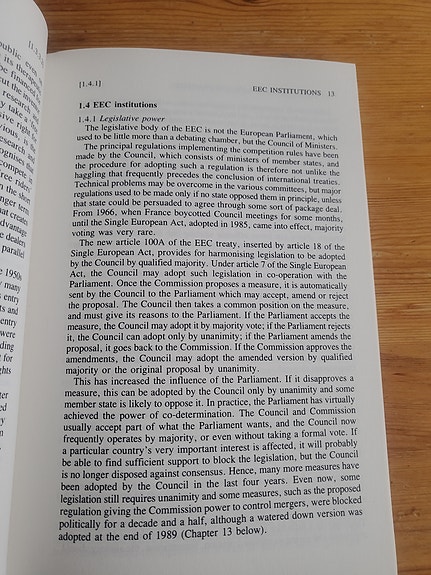 [1.4.1]
EEC INSTITUTIONS 13
1.4 EEC institutions
1.4.1 Legislative power
The legislative body of the EEC is not the European Parliament, which
used to be little more than a debating chamber, but the Council of Ministers.
The principal regulations implementing the competition rules have been
made by the Council, which consists of ministers of member states, and
the procedure for adopting such a regulation is therefore not unlike the
haggling that frequently precedes the conclusion of international treaties.
Technical problems may be overcome in the various committees, but major
regulations used to be made only if no state opposed them in principle, unless
that state could be persuaded to agree through some sort of package deal.
From 1966, when France boycotted Council meetings for some months,
until the Single European Act, adopted in 1985, came into effect, majority
voting was very rare.
The new article 100A of the EEC treaty, inserted by article 18 of the
Single European Act, provides for harmonising legislation to be adopted
by the Council by qualified majority. Under article 7 of the Single European
Act, the Council may adopt such legislation in co-operation with the
Parliament. Once the Commission proposes a measure, it is automatically
sent by the Council to the Parliament which may accept, amend or reject
the proposal. The Council then takes a common position on the measure,
and must give its reasons to the Parliament. If the Parliament accepts the
measure, the Council may adopt it by majority vote; if the Parliament rejects
it, the Council can adopt only by unanimity; if the Parliament amends the
proposal, it goes back to the Commission. If the Commission approves the
amendments, the Council may adopt the amended version by qualified
majority or the original proposal by unanimity.
This has increased the influence of the Parliament. If it disapproves a
measure, this can be adopted by the Council only by unanimity and some
member state is likely to oppose it. In practice, the Parliament has virtually
achieved the power of co-determination. The Council and Commission
usually accept part of what the Parliament wants, and the Council now
frequently operates by majority, or even without taking a formal vote. If
a particular country's very important interest is affected, it will probably
be able to find sufficient support to block the legislation, but the Council
is no longer disposed against consensus. Hence, many more measures have
been adopted by the Council in the last four years. Even now, some
legislation still requires unanimity and some measures, such as the proposed
regulation giving the Commission power to control mergers, were blocked
politically for a decade and a half, although a watered down version was
adopted at the end of 1989 (Chapter 13 below).